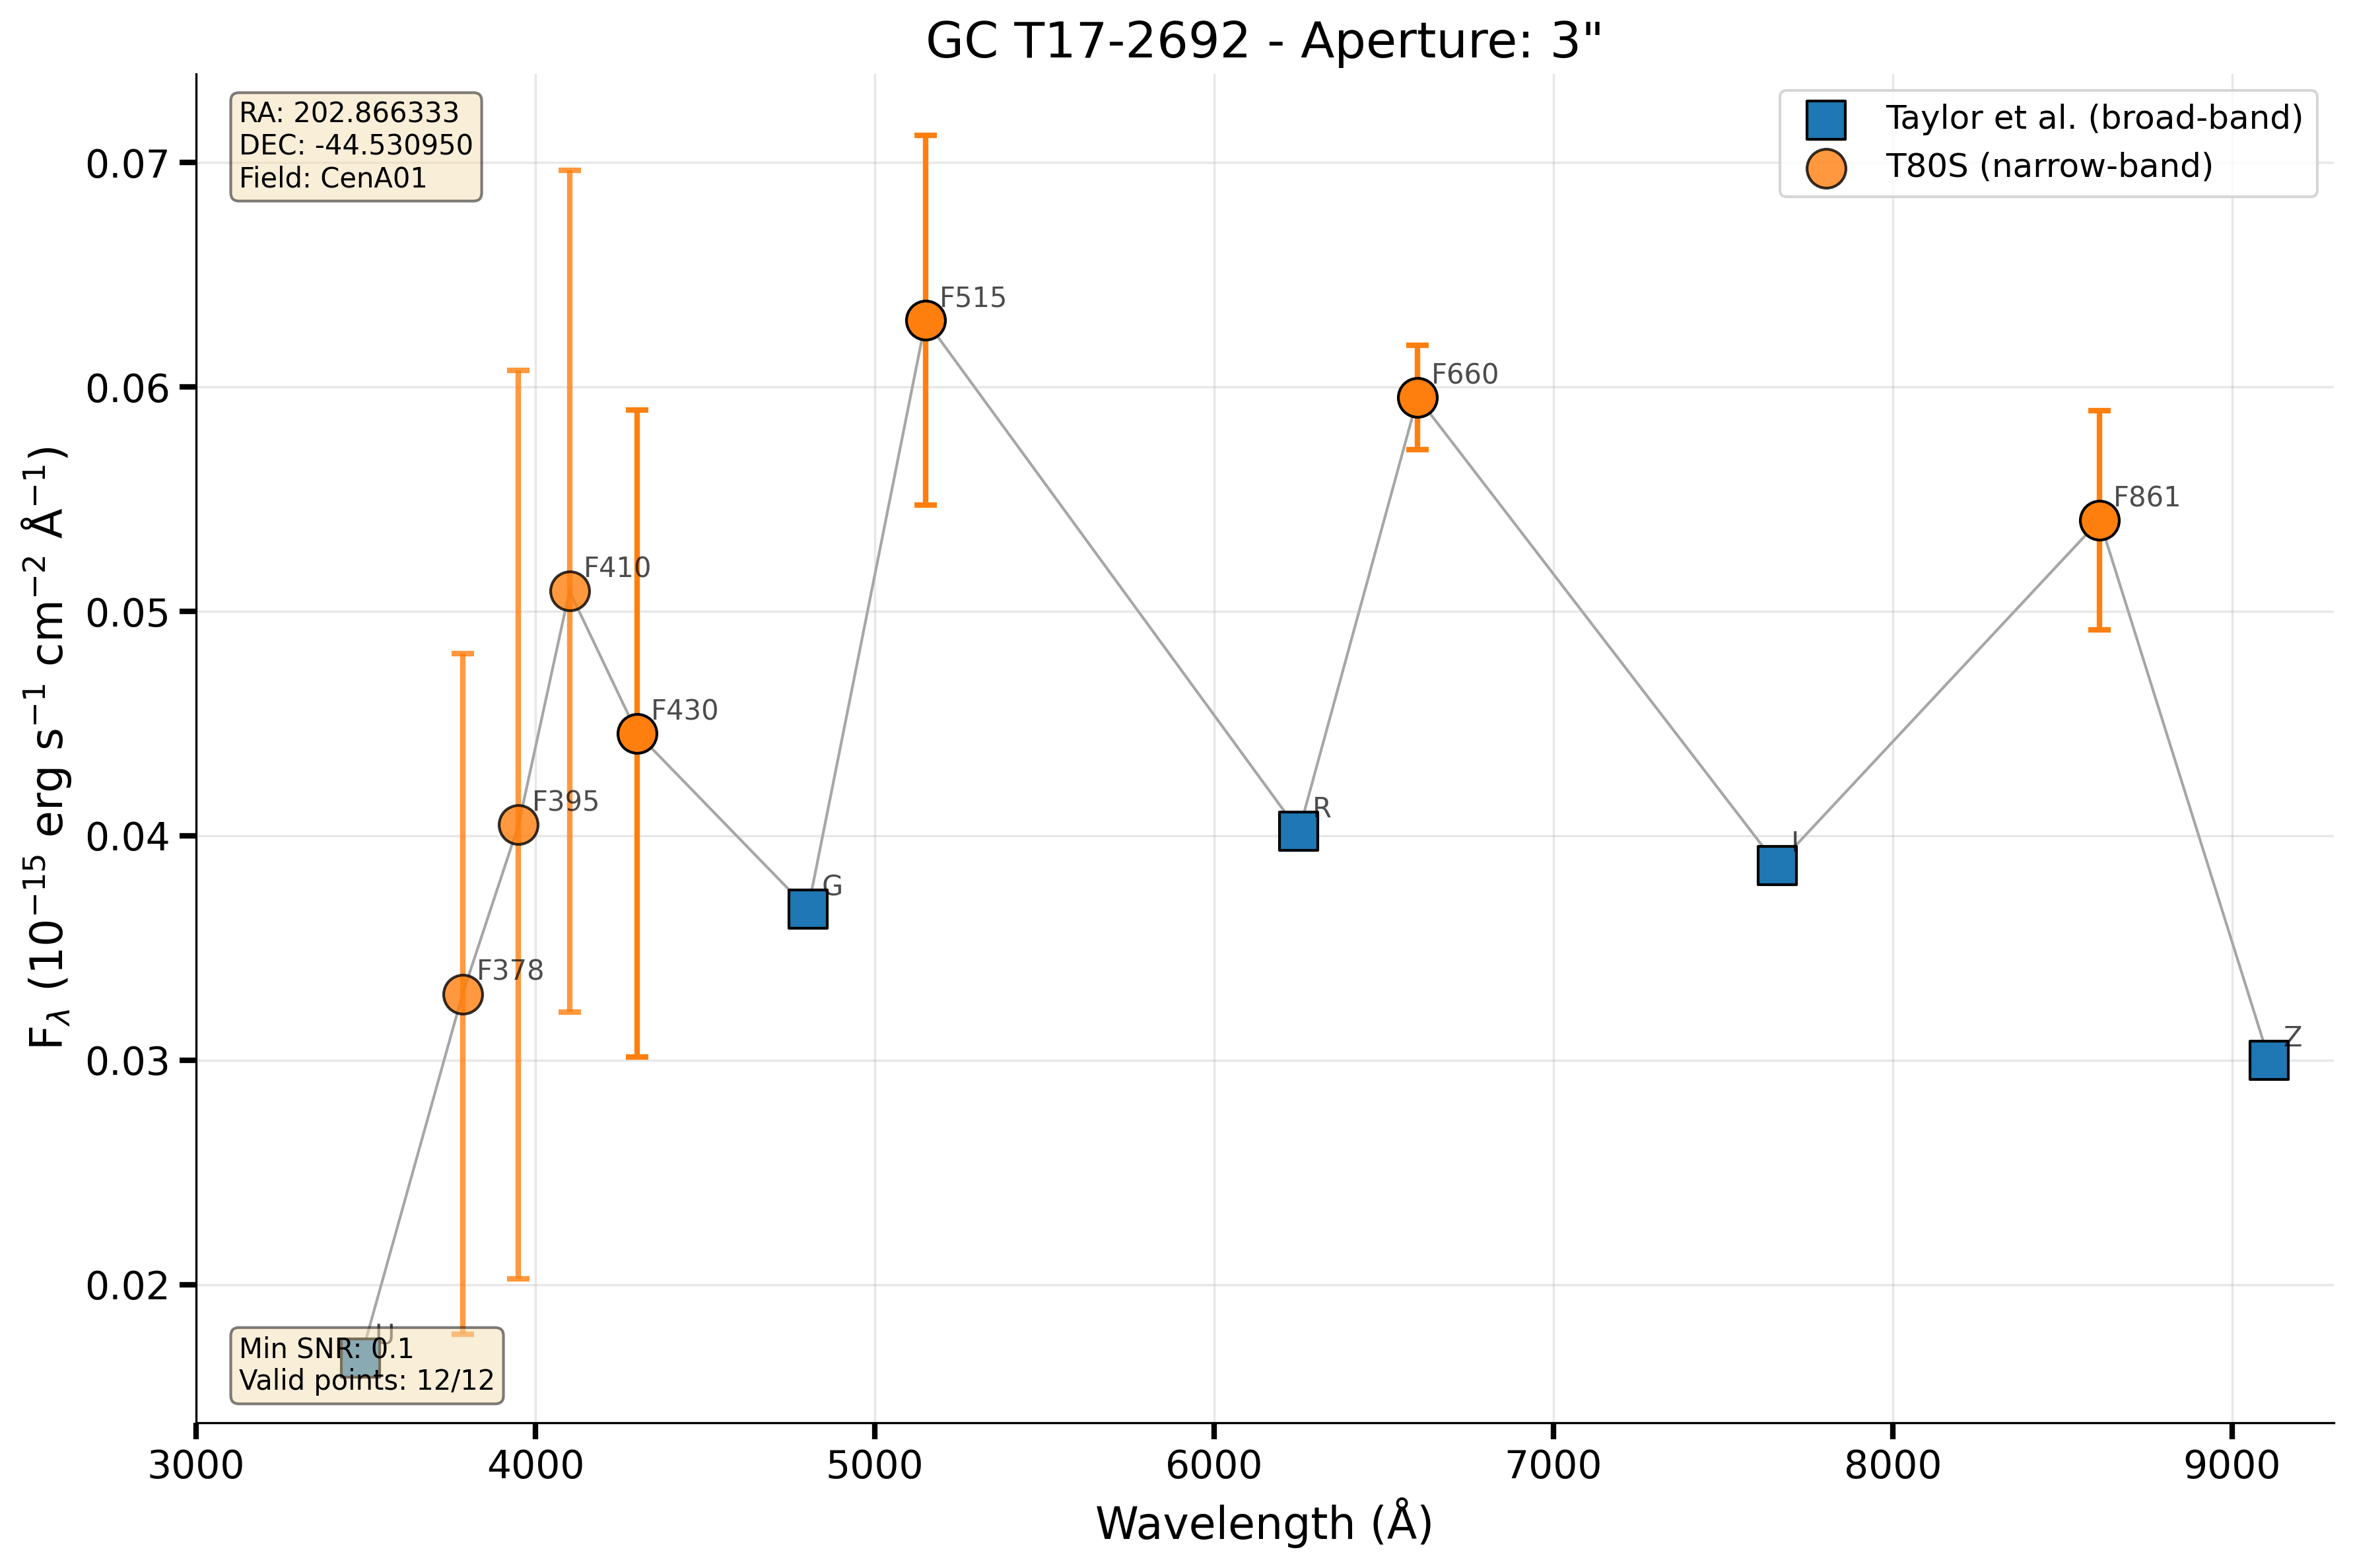 GC T17-2692 - Aperture: 3"
RA: 202.866333
DEC: -44.530950
Field: CenA01
Taylor et al. (broad-band)
T80S (narrow-band)
0.07
0.06
0.05
0.04
0.03
0.02
F515
F660
F861
F410
F430
F395
R
I
G
F378
Z
U
Min SNR: 0.1
Valid points: 12/12
3000
4000
5000
6000
7000
8000
9000
Wavelength (Å)
Fλ (10⁻¹⁵ erg s⁻¹ cm⁻² Å⁻¹)